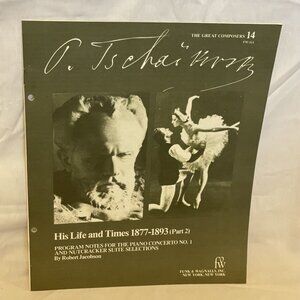 THE GREAT COMPOSERS 14
P. Tschaïkovsky
His Life and Times 1877-1893 (Part 2)
PROGRAM NOTES FOR THE PIANO CONCERTO NO. 1
AND NUTCRACKER SUITE SELECTIONS
By Robert Jacobson
FUNK & WAGNALLS, INC.
NEW YORK, NEW YORK